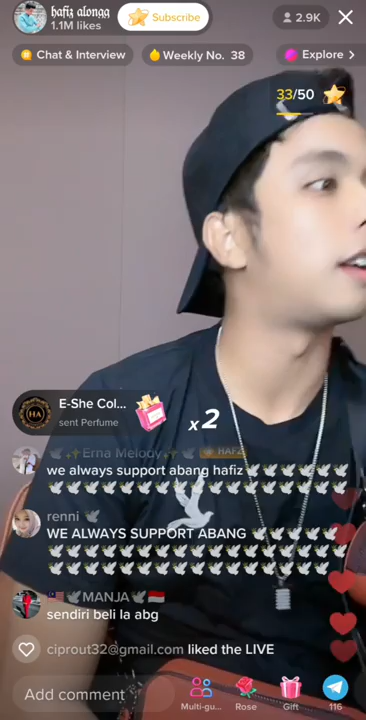 hafiz alongg
1.1M likes
Subscribe
2.9K
Chat & Interview
Weekly No. 38
Explore >
33/50
E-She Col...
sent Perfume
HA
x2
🕊️✨Erna Melody✨🕊️ HAFIZ
we always support abang hafiz🕊️🕊️🕊️🕊️🕊️🕊️
🕊️🕊️🕊️🕊️🕊️🕊️🕊️🕊️🕊️🕊️🕊️🕊️🕊️🕊️🕊️🕊️🕊️
renni 🕊️
WE ALWAYS SUPPORT ABANG 🕊️🕊️🕊️🕊️🕊️
🕊️🕊️🕊️🕊️🕊️🕊️🕊️🕊️🕊️🕊️🕊️🕊️🕊️🕊️🕊️🕊️🕊️
🕊️🕊️🕊️🕊️🕊️🕊️🕊️🕊️🕊️🕊️🕊️🕊️🕊️🕊️🕊️🕊️
🇲🇾🕊️MANJA🕊️🇮🇩
sendiri beli la abg
ciprout32@gmail.com liked the LIVE
Add comment
Multi-gu...
Rose
Gift
116